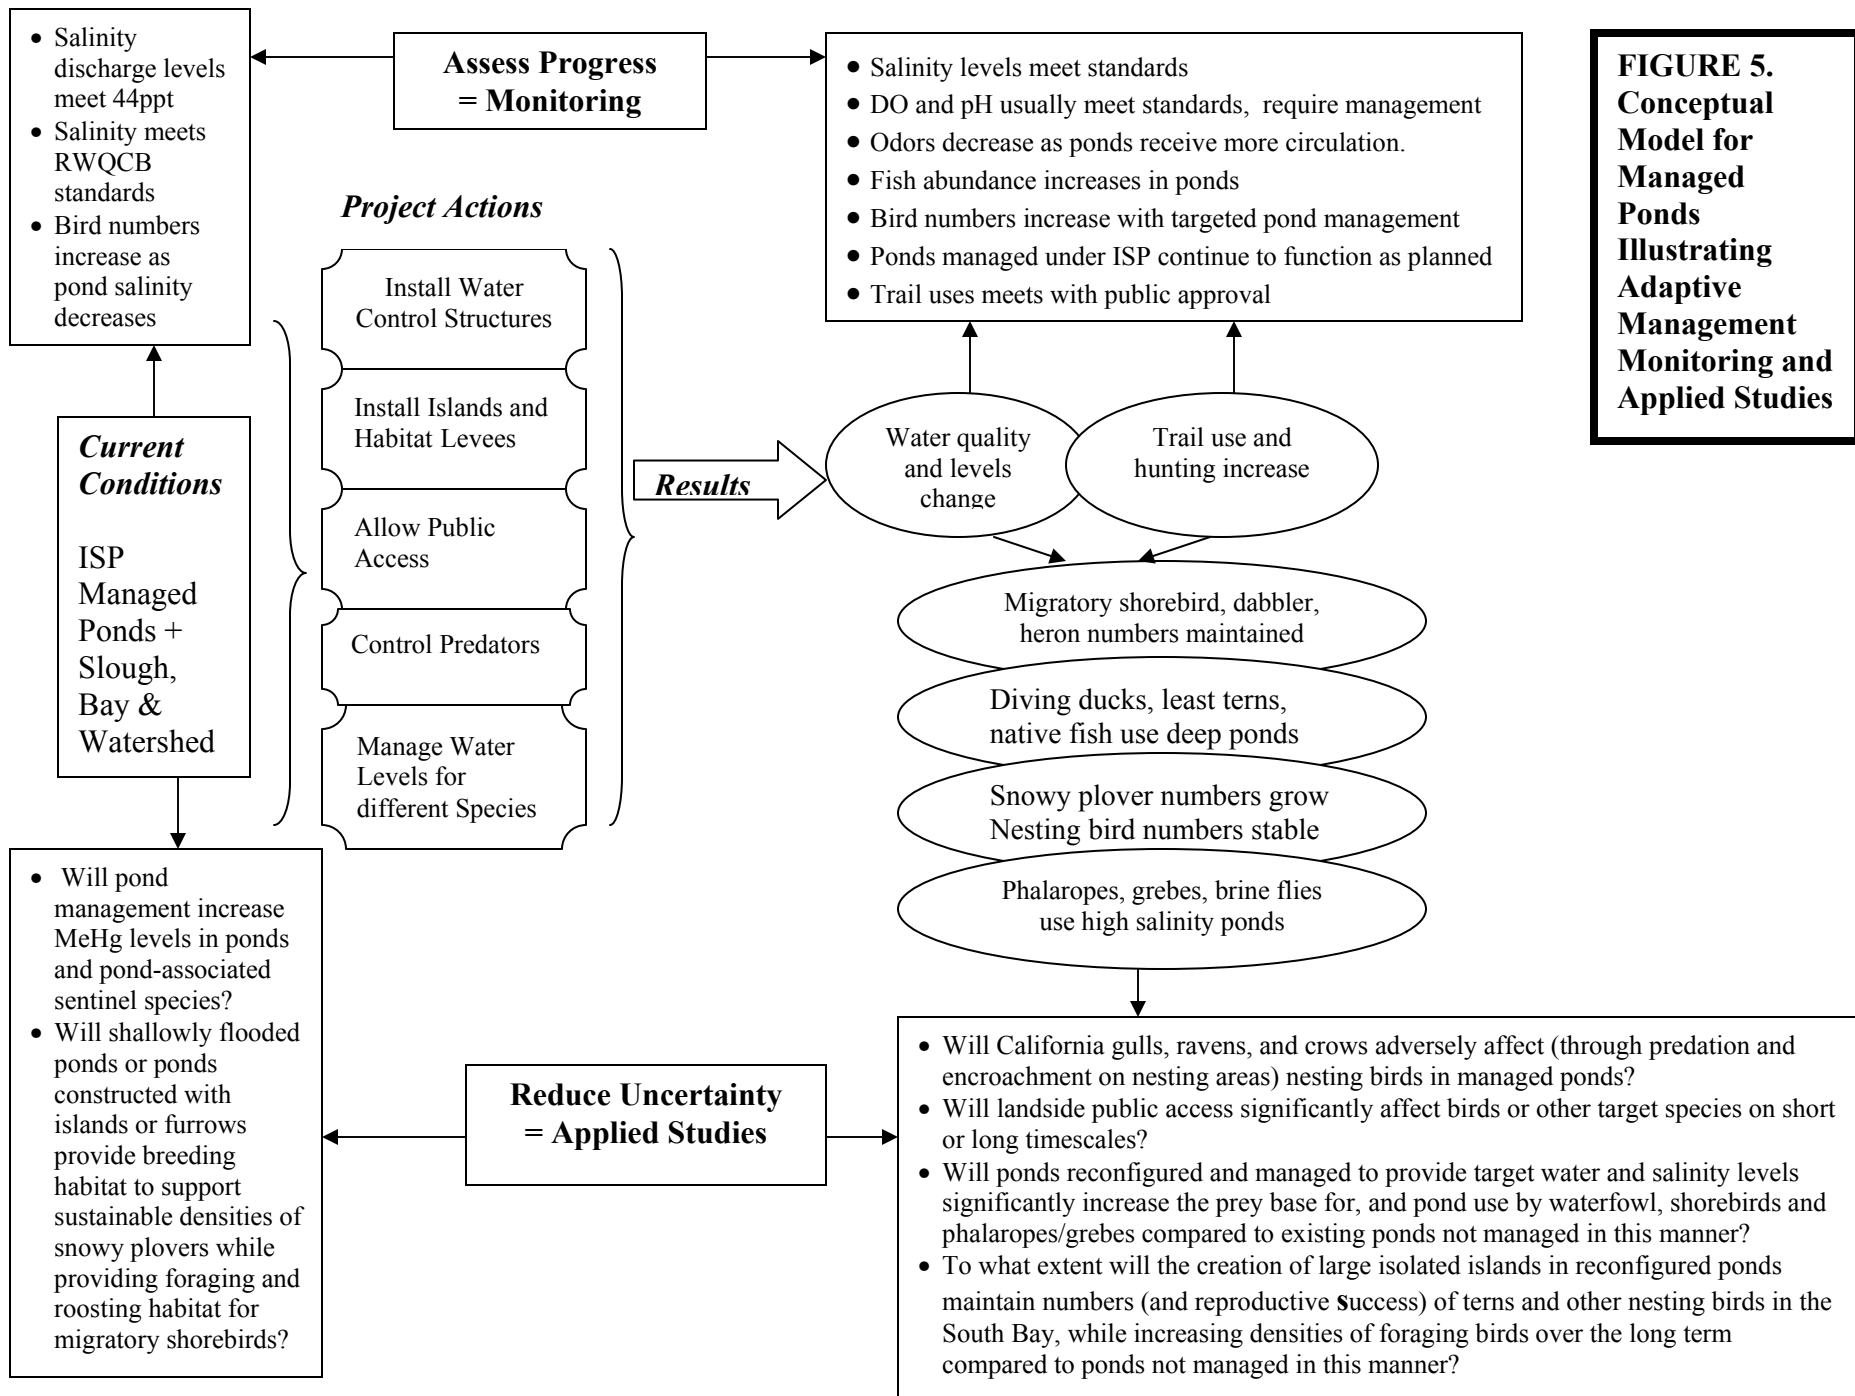 • Salinity
discharge levels
meet 44ppt
• Salinity meets
RWQCB
standards
• Bird numbers
increase as
pond salinity
decreases
Assess Progress
= Monitoring
• Salinity levels meet standards
• DO and pH usually meet standards, require management
• Odors decrease as ponds receive more circulation.
• Fish abundance increases in ponds
• Bird numbers increase with targeted pond management
• Ponds managed under ISP continue to function as planned
• Trail uses meets with public approval
FIGURE 5.
Conceptual
Model for
Managed
Ponds
Illustrating
Adaptive
Management
Monitoring and
Applied Studies
Current
Conditions
ISP
Managed
Ponds +
Slough,
Bay &
Watershed
Project Actions
Install Water
Control Structures
Install Islands and
Habitat Levees
Allow Public
Access
Control Predators
Manage Water
Levels for
different Species
Results
Water quality
and levels
change
Trail use and
hunting increase
Migratory shorebird, dabbler,
heron numbers maintained
Diving ducks, least terns,
native fish use deep ponds
Snowy plover numbers grow
Nesting bird numbers stable
Phalaropes, grebes, brine flies
use high salinity ponds
• Will pond
management increase
MeHg levels in ponds
and pond-associated
sentinel species?
• Will shallowly flooded
ponds or ponds
constructed with
islands or furrows
provide breeding
habitat to support
sustainable densities of
snowy plovers while
providing foraging and
roosting habitat for
migratory shorebirds?
Reduce Uncertainty
= Applied Studies
• Will California gulls, ravens, and crows adversely affect (through predation and
encroachment on nesting areas) nesting birds in managed ponds?
• Will landside public access significantly affect birds or other target species on short
or long timescales?
• Will ponds reconfigured and managed to provide target water and salinity levels
significantly increase the prey base for, and pond use by waterfowl, shorebirds and
phalaropes/grebes compared to existing ponds not managed in this manner?
• To what extent will the creation of large isolated islands in reconfigured ponds
maintain numbers (and reproductive success) of terns and other nesting birds in the
South Bay, while increasing densities of foraging birds over the long term
compared to ponds not managed in this manner?